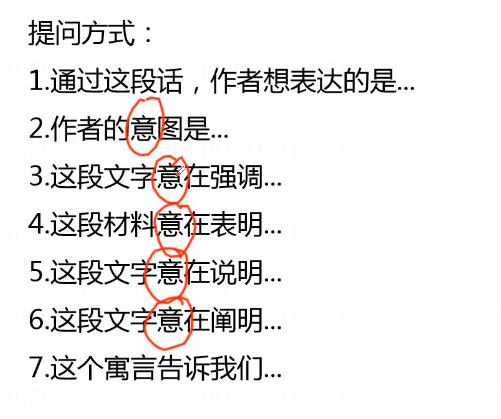 提问方式：
1.通过这段话，作者想表达的是...
2.作者的意图是...
3.这段文字意在强调...
4.这段材料意在表明...
5.这段文字意在说明...
6.这段文字意在阐明...
7.这个寓言告诉我们...